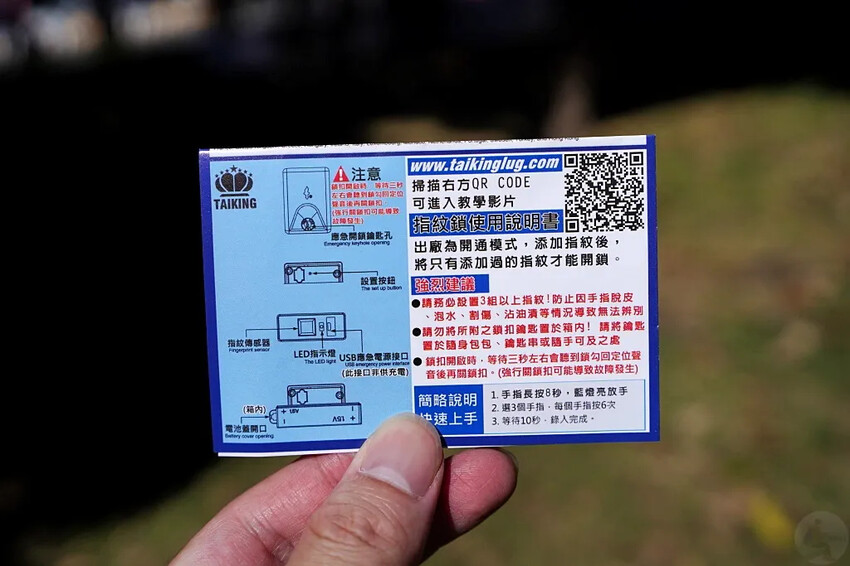 TAIKING
注意
鎖扣開啟時，等待三秒
左右會聽到鎖勾回定位
聲音後再關鎖扣
(強行關鎖扣可能導致
故障發生)
應急開鎖鑰匙孔
Emergency keyhole opening
設置按鈕
The set up button
指紋傳感器
Fingerprint sensor
LED指示燈
The LED light
USB應急電源接口
USB emergency power interface
(此接口非供充電)
(箱內)
1.5V
電池蓋開口
Battery cover opening
www.taikinglug.com
掃描右方QR CODE
可進入教學影片
指紋鎖使用說明書
出廠為開通模式，添加指紋後，
將只有添加過的指紋才能開鎖。
強烈建議
●請務必設置3組以上指紋!防止因手指脫皮
、泡水、割傷、沾油漬等情況導致無法辨別
●請勿將所附之鎖扣鑰匙置於箱內! 請將鑰匙
置於隨身包包、鑰匙串或隨手可及之處
●鎖扣開啟時，等待三秒左右會聽到鎖勾回定位聲
音後再關鎖扣。(強行關鎖扣可能導致故障發生)
簡略說明
快速上手
1. 手指長按8秒，藍燈亮放手
2. 選3個手指，每個手指按6次
3. 等待10秒，錄入完成。